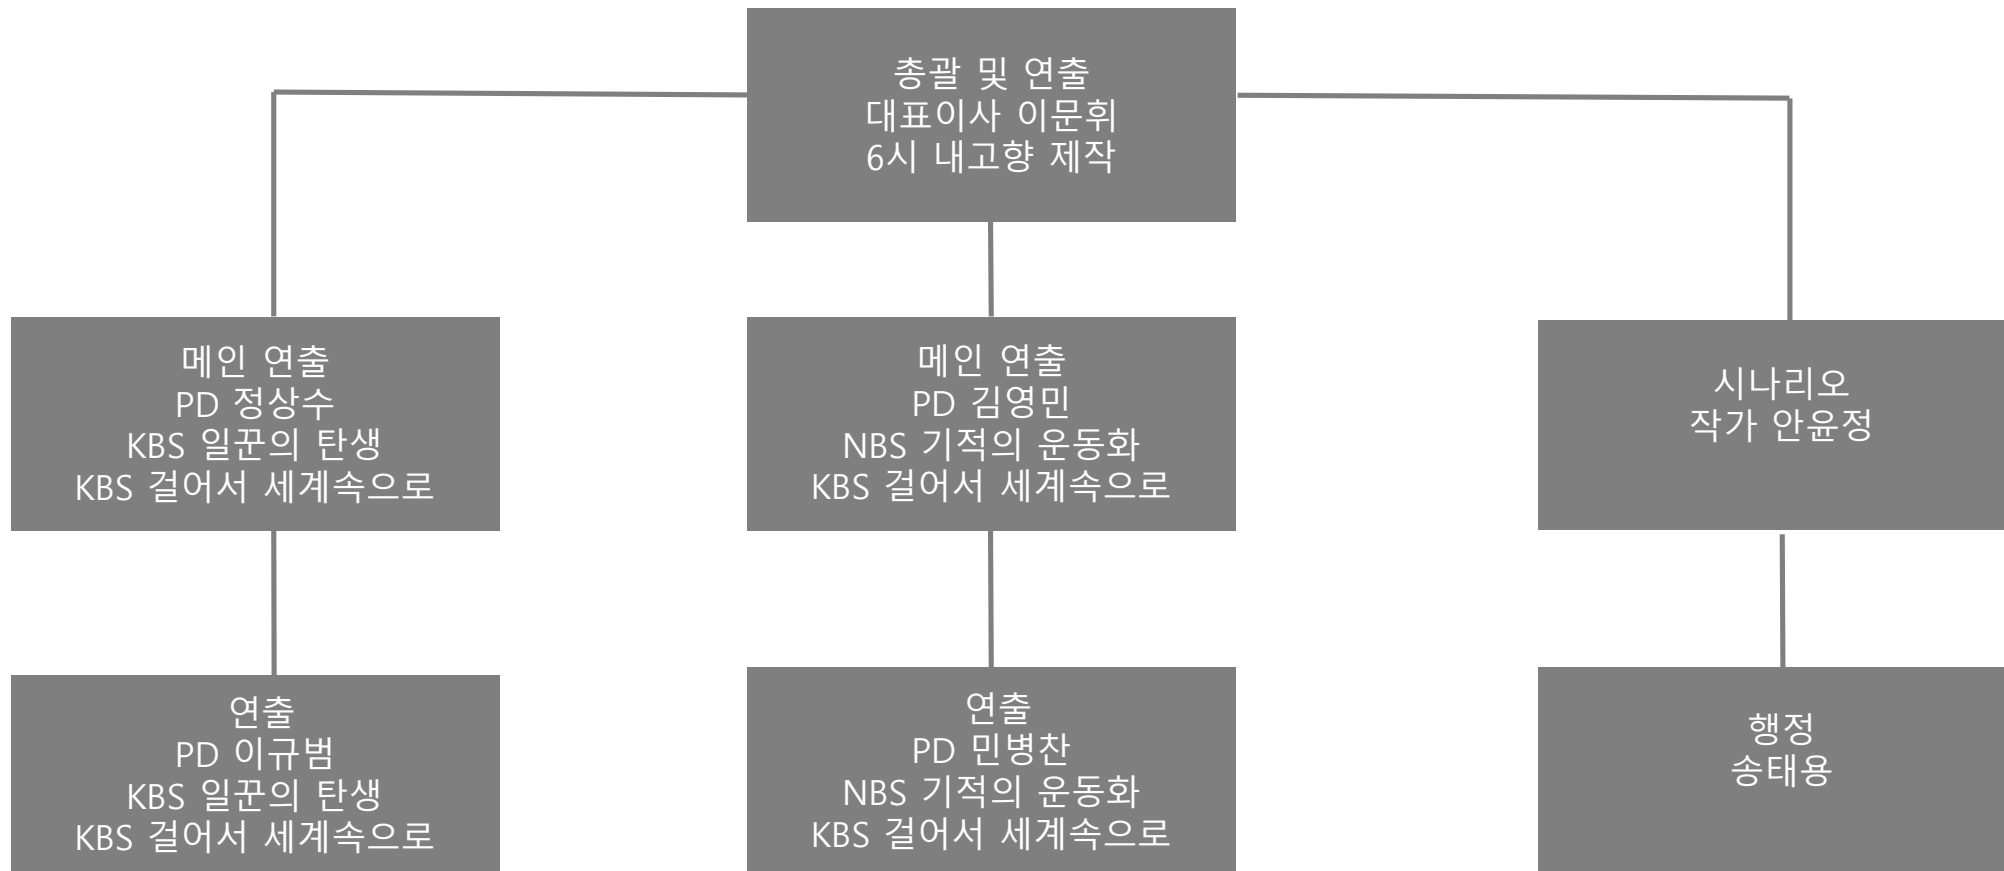 총괄 및 연출
대표이사 이문휘
6시 내고향 제작
메인 연출
PD 정상수
KBS 일꾼의 탄생
KBS 걸어서 세계속으로
메인 연출
PD 김영민
NBS 기적의 운동화
KBS 걸어서 세계속으로
시나리오
작가 안윤정
연출
PD 이규범
KBS 일꾼의 탄생
KBS 걸어서 세계속으로
연출
PD 민병찬
NBS 기적의 운동화
KBS 걸어서 세계속으로
행정
송태용